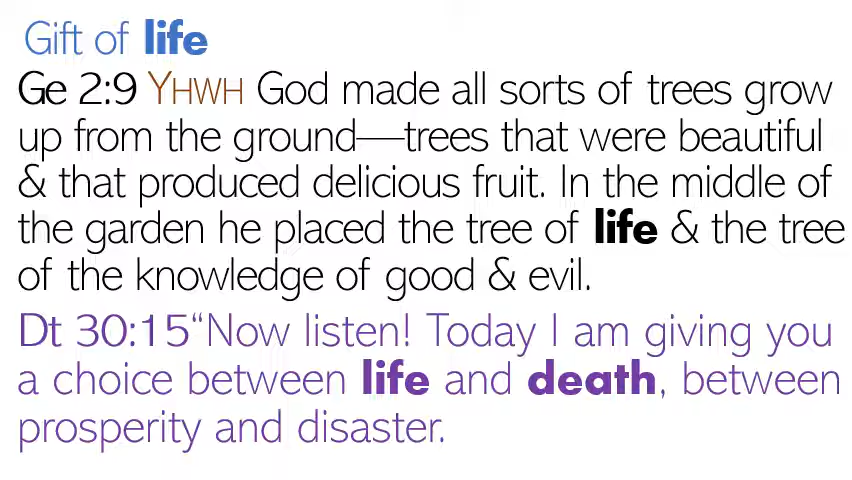 Gift of life
Ge 2:9 YHWH God made all sorts of trees grow
up from the ground—trees that were beautiful
& that produced delicious fruit. In the middle of
the garden he placed the tree of life & the tree
of the knowledge of good & evil.
Dt 30:15“Now listen! Today I am giving you
a choice between life and death, between
prosperity and disaster.